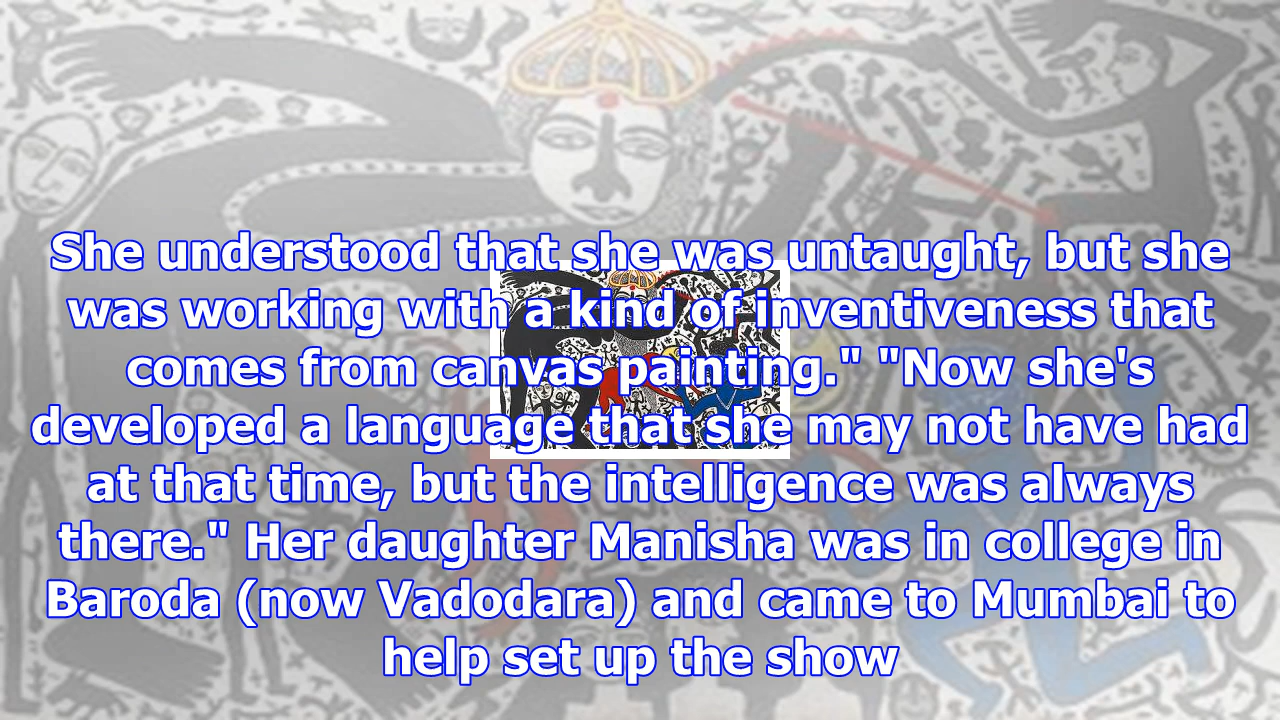 She understood that she was untaught, but she
was working with a kind of inventiveness that
comes from canvas painting." "Now she's
developed a language that she may not have had
at that time, but the intelligence was always
there." Her daughter Manisha was in college in
Baroda (now Vadodara) and came to Mumbai to
help set up the show